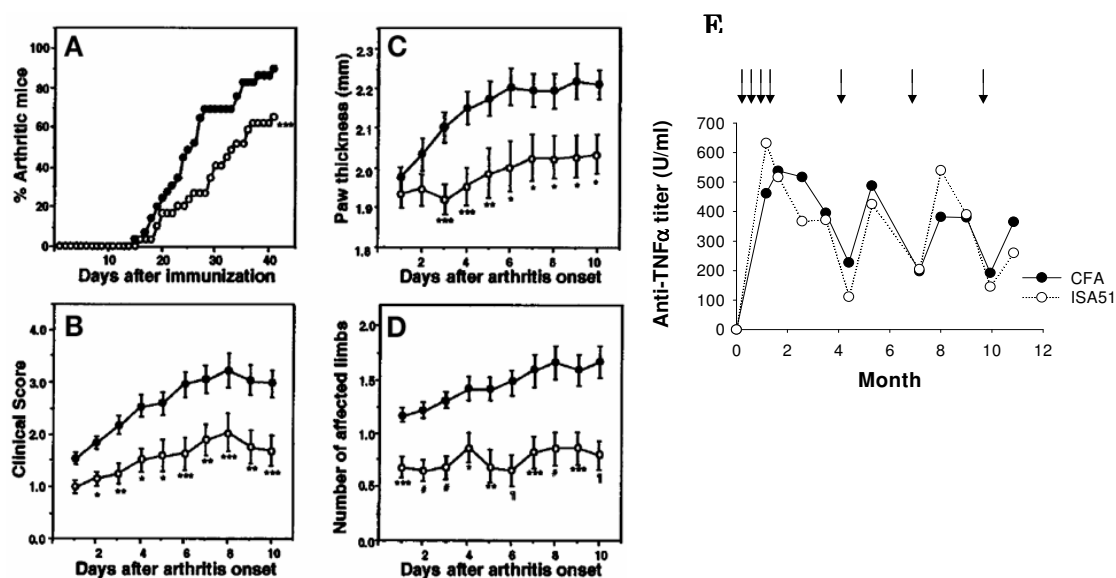 A
% Arthritic mice
100
80
60
40
20
0
***
0 10 20 30 40
Days after immunization
C
Paw thickness (mm)
2.3
2.2
2.1
2.0
1.9
1.8
*** *** ** * * * * *
2 4 6 8 10
Days after arthritis onset
B
Clinical Score
4.0
3.0
2.0
1.0
0.0
* ** * * *** ** *** ** ***
2 4 6 8 10
Days after arthritis onset
D
Number of affected limbs
2.0
1.5
1.0
0.5
0.0
*** # # * ** ¶ *** # *** ¶
2 4 6 8 10
Days after arthritis onset
E
Anti-TNFα titer (U/ml)
700
600
500
400
300
200
100
0
0 2 4 6 8 10 12
Month
CFA
ISA51